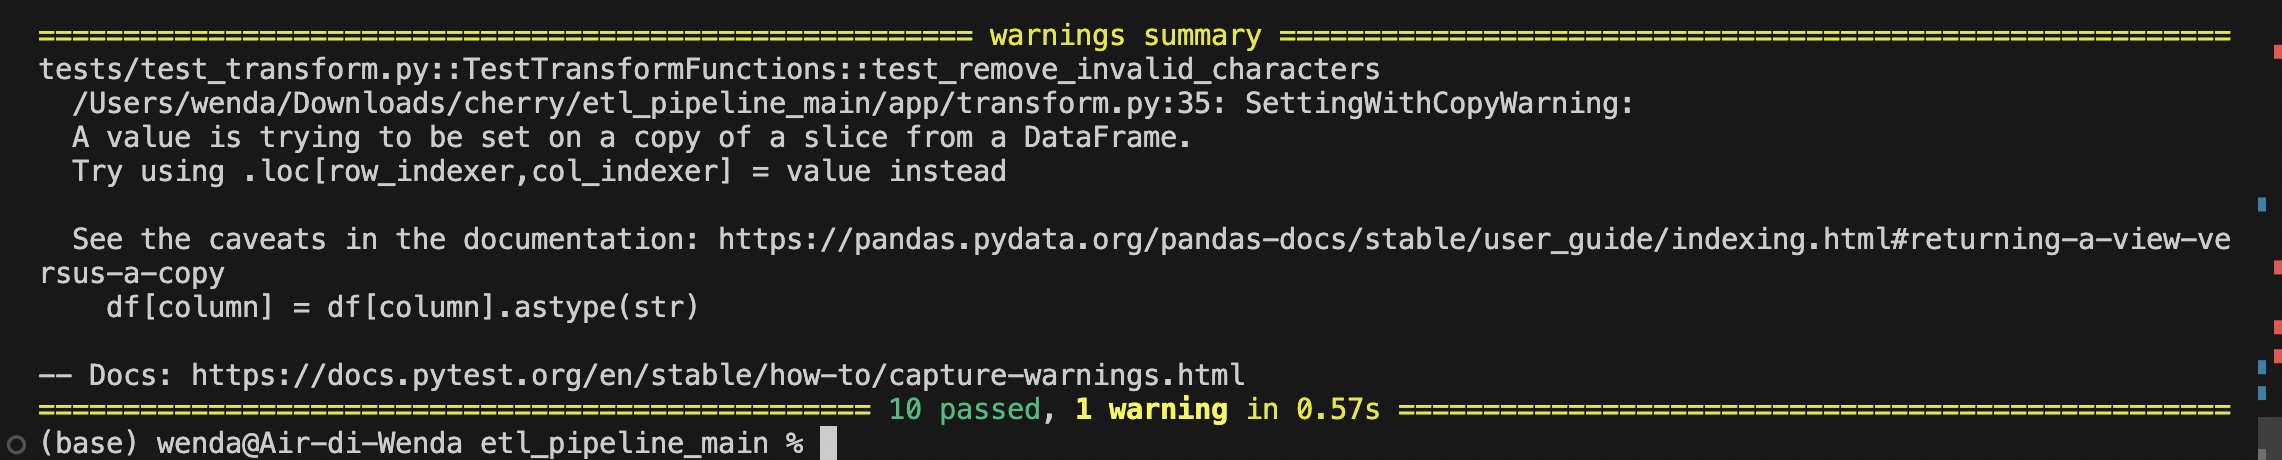 ======================================================== warnings summary =========================================================
tests/test_transform.py::TestTransformFunctions::test_remove_invalid_characters
  /Users/wenda/Downloads/cherry/etl_pipeline_main/app/transform.py:35: SettingWithCopyWarning:
  A value is trying to be set on a copy of a slice from a DataFrame.
  Try using .loc[row_indexer,col_indexer] = value instead

  See the caveats in the documentation: https://pandas.pydata.org/pandas-docs/stable/user_guide/indexing.html#returning-a-view-ve
rsus-a-copy
    df[column] = df[column].astype(str)

-- Docs: https://docs.pytest.org/en/stable/how-to/capture-warnings.html
================================================== 10 passed, 1 warning in 0.57s ==================================================
(base) wenda@Air-di-Wenda etl_pipeline_main %